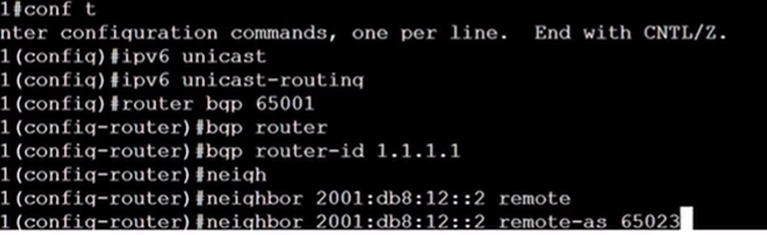 1#conf t
nter configuration commands, one per line.  End with CNTL/Z.
1(config)#ipv6 unicast
1(config)#ipv6 unicast-routing
1(config)#router bgp 65001
1(config-router)#bgp router
1(config-router)#bgp router-id 1.1.1.1
1(config-router)#neigh
1(config-router)#neighbor 2001:db8:12::2 remote
1(config-router)#neighbor 2001:db8:12::2 remote-as 65023